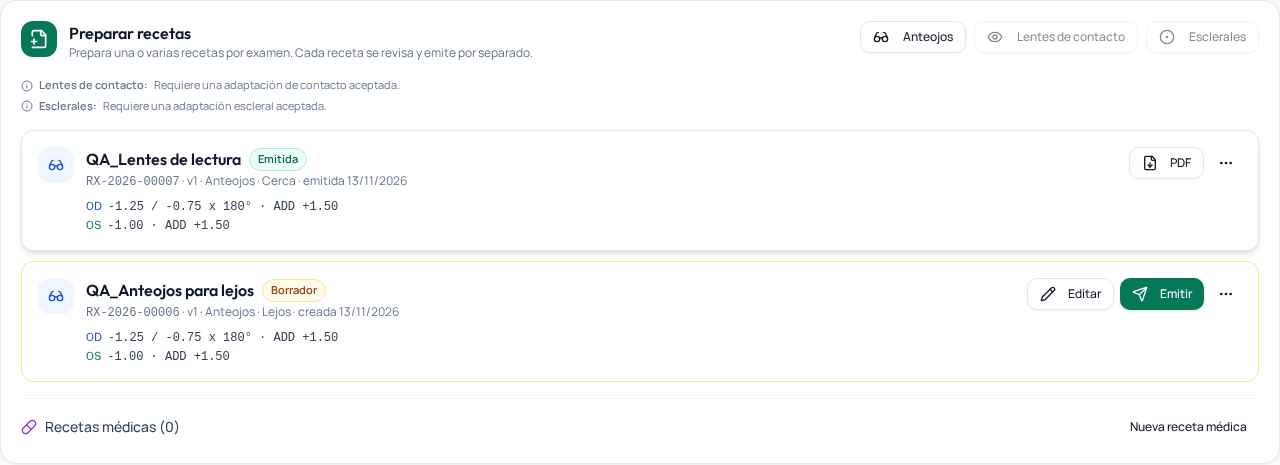 Preparar recetas
Prepara una o varias recetas por examen. Cada receta se revisa y emite por separado.
Anteojos
Lentes de contacto
Esclerales
Lentes de contacto: Requiere una adaptación de contacto aceptada.
Esclerales: Requiere una adaptación escleral aceptada.
QA_Lentes de lectura Emitida
RX-2026-00007 · v1 · Anteojos · Cerca · emitida 13/11/2026
OD -1.25 / -0.75 x 180° · ADD +1.50
OS -1.00 · ADD +1.50
PDF
QA_Anteojos para lejos Borrador
RX-2026-00006 · v1 · Anteojos · Lejos · creada 13/11/2026
OD -1.25 / -0.75 x 180° · ADD +1.50
OS -1.00 · ADD +1.50
Editar
Emitir
Recetas médicas (0)
Nueva receta médica